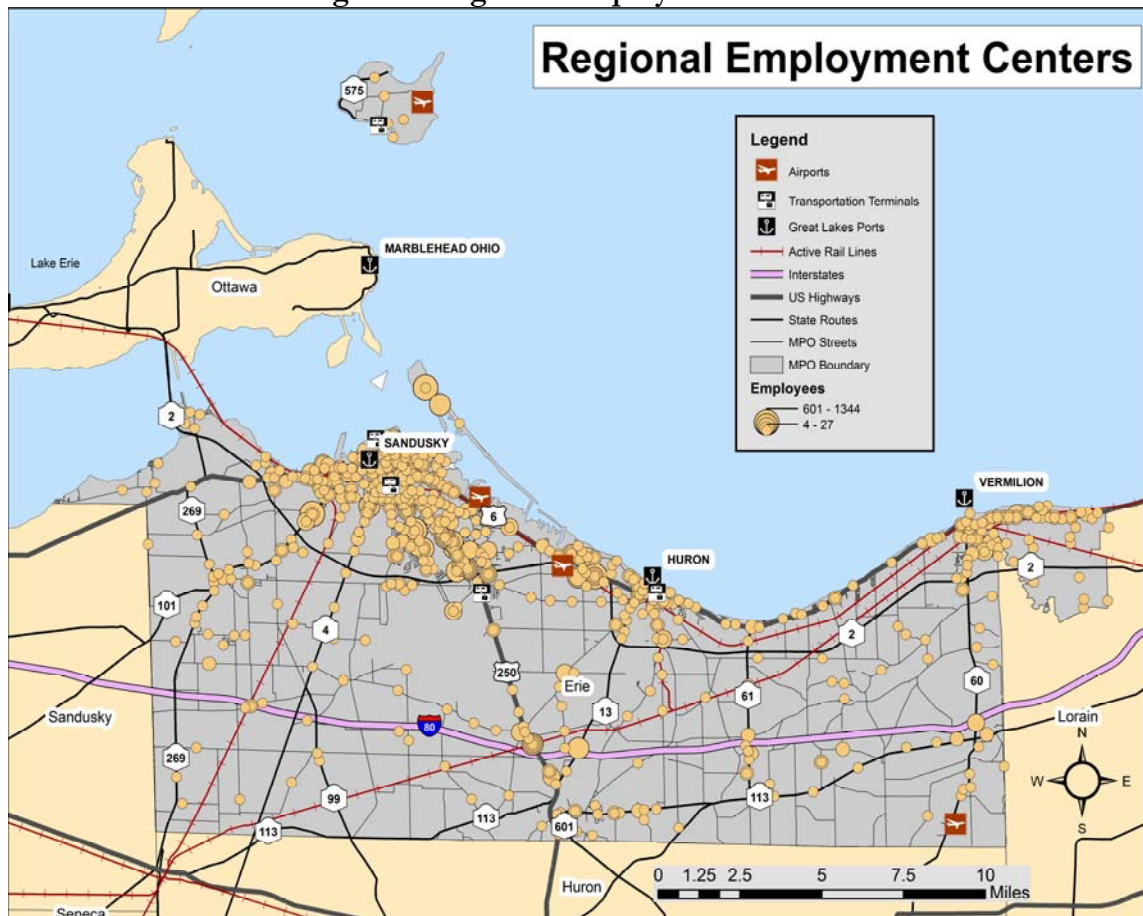 Regional Employment Centers
575
Legend
Airports
Transportation Terminals
Great Lakes Ports
Active Rail Lines
Interstates
US Highways
State Routes
MPO Streets
MPO Boundary
Employees
601 - 1344
4 - 27
MARBLEHEAD OHIO
Lake Erie
Ottawa
2
SANDUSKY
VERMILION
269
6
HURON
2
101
4
2
250
Erie
61
60
13
Sandusky
80
Lorain
N
269
W
E
99
113
S
113
113
601
0 1.25 2.5 5 7.5 10
Miles
Huron
Seneca